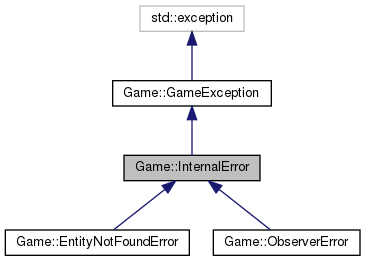 std::exception
Game::GameException
Game::InternalError
Game::EntityNotFoundError
Game::ObserverError